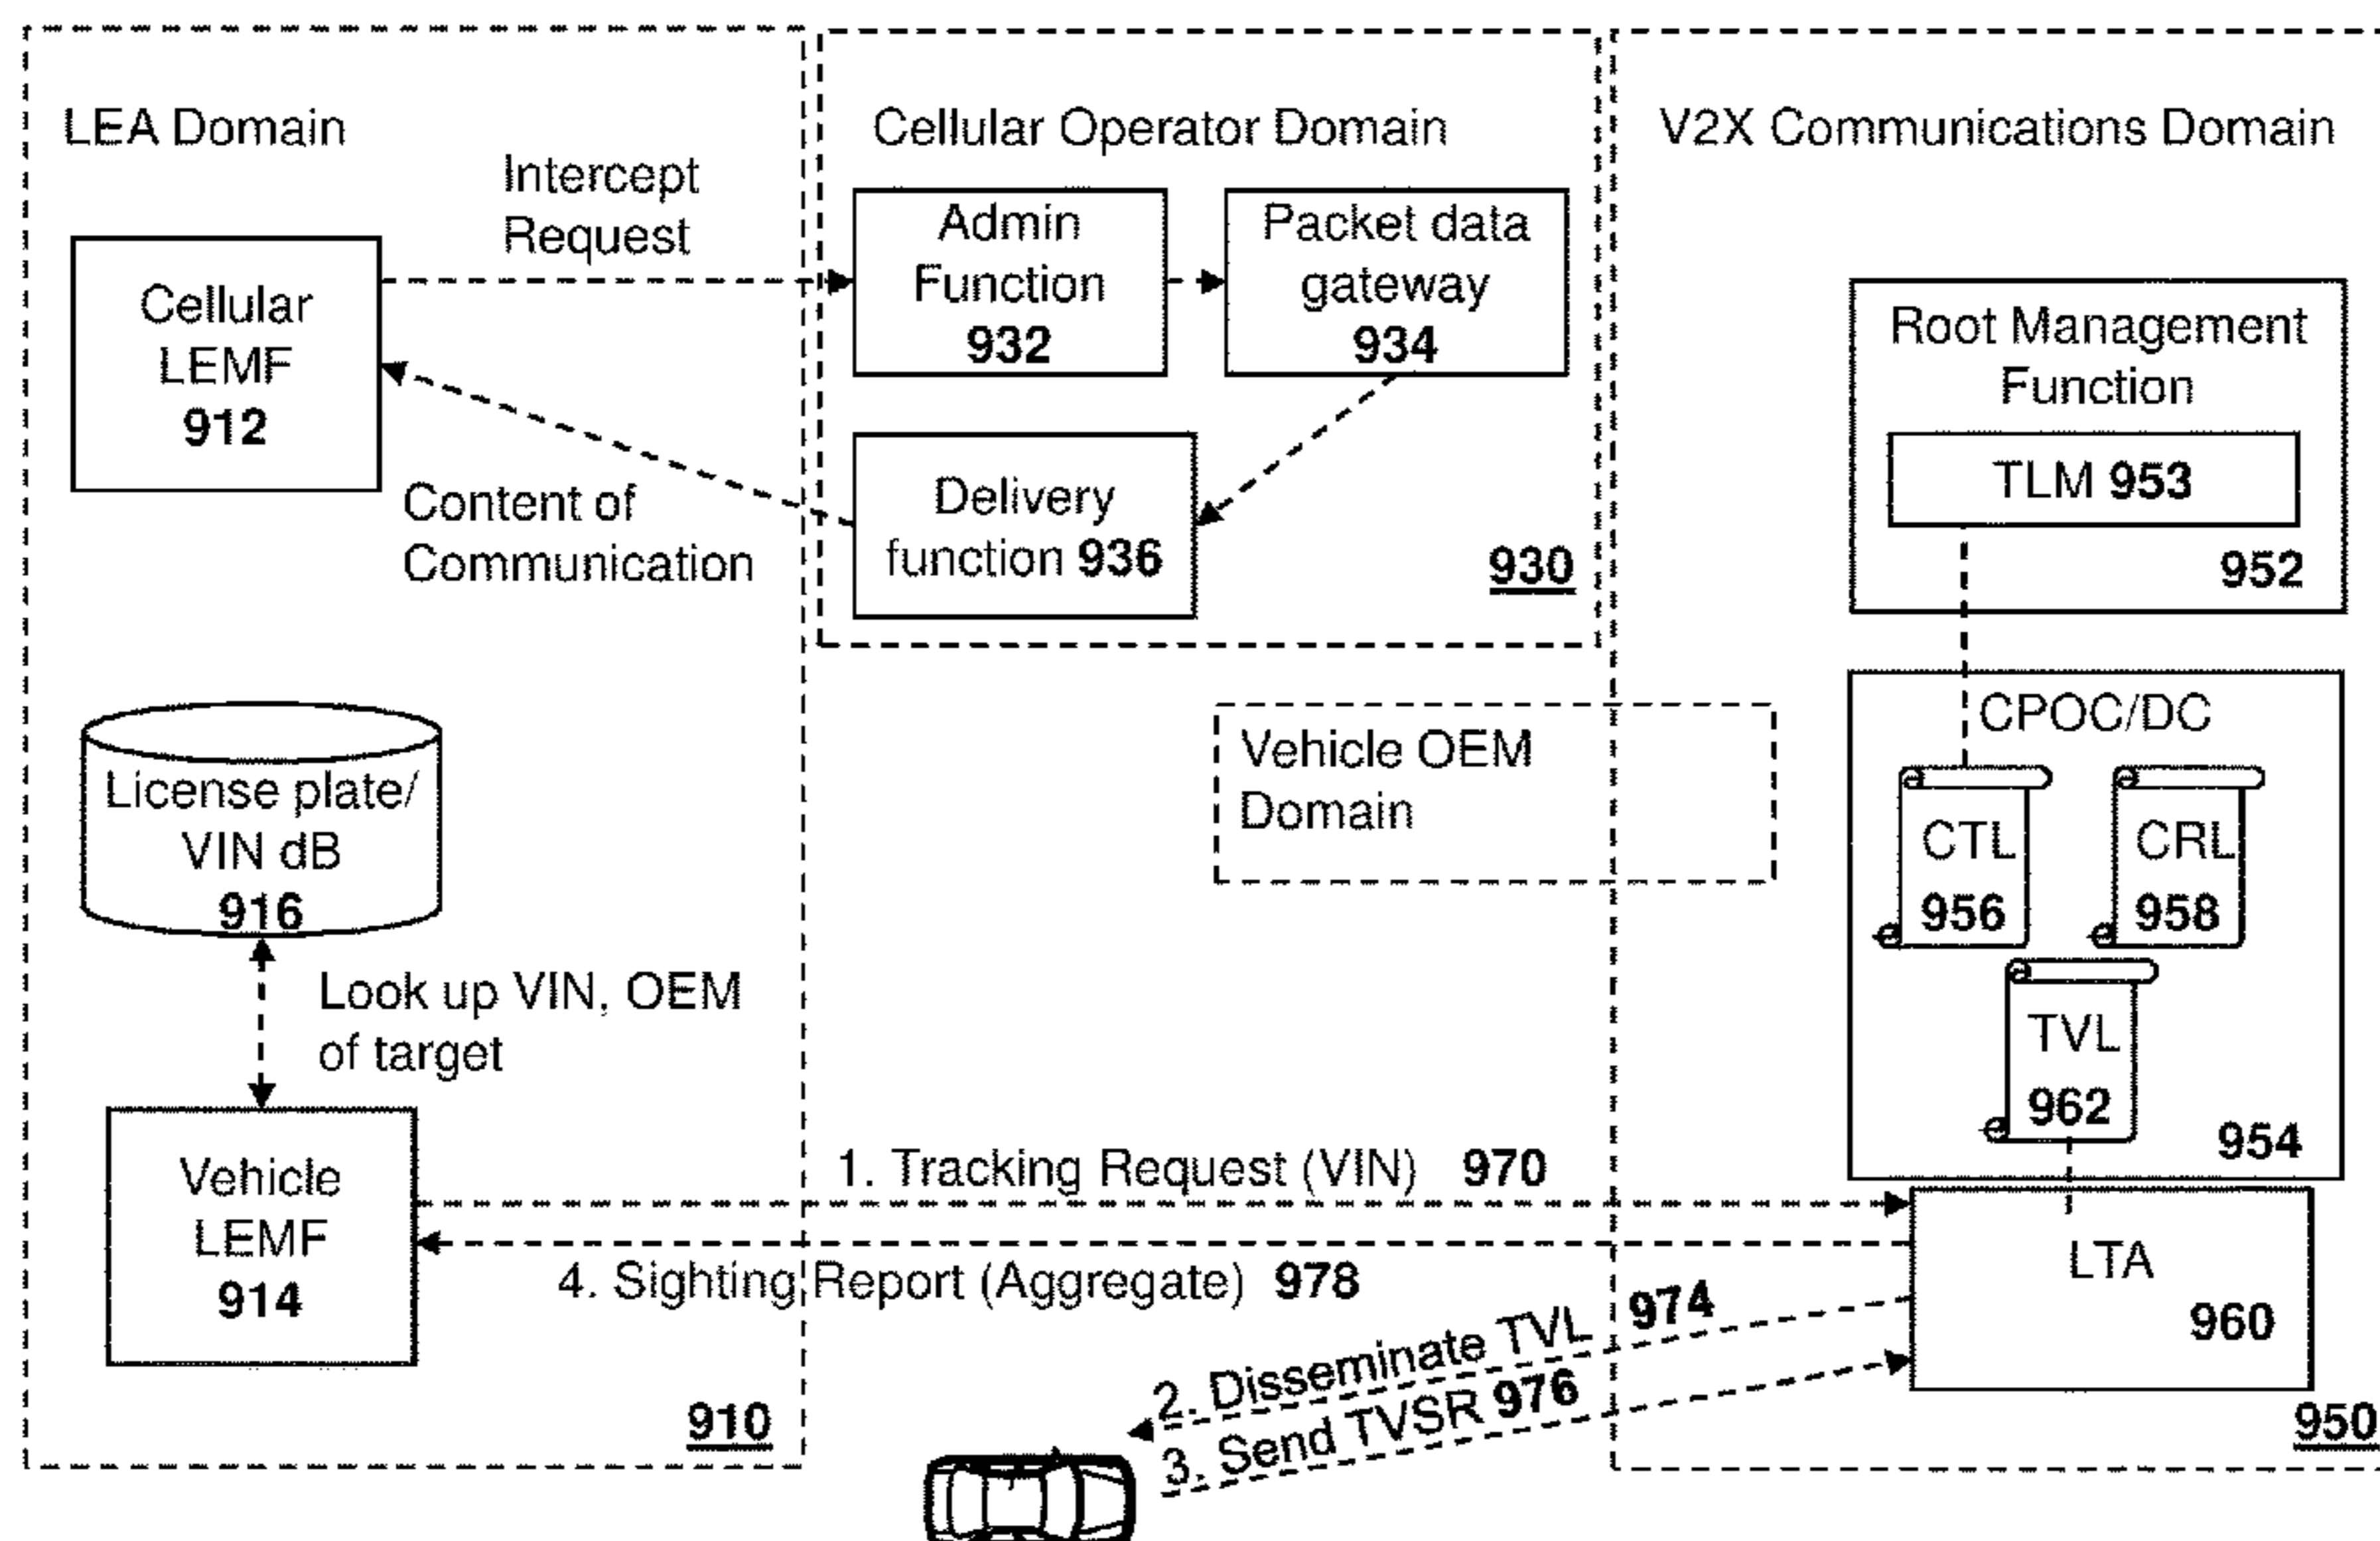 LEA Domain
Intercept
Request
Cellular
LEMF
912
Content of
Communication
License plate/
VIN dB
916
Look up VIN, OEM
of target
Vehicle
LEMF
914
910
Cellular Operator Domain
Admin
Function
932
Packet data
gateway
934
Delivery
function 936
930
Vehicle OEM
Domain
V2X Communications Domain
Root Management
Function
TLM 953
952
CPOC/DC
CTL
956
CRL
958
TVL
962
954
1. Tracking Request (VIN) 970
4. Sighting Report (Aggregate) 978
2. Disseminate TVL 974
3. Send TVSR 976
LTA
960
950